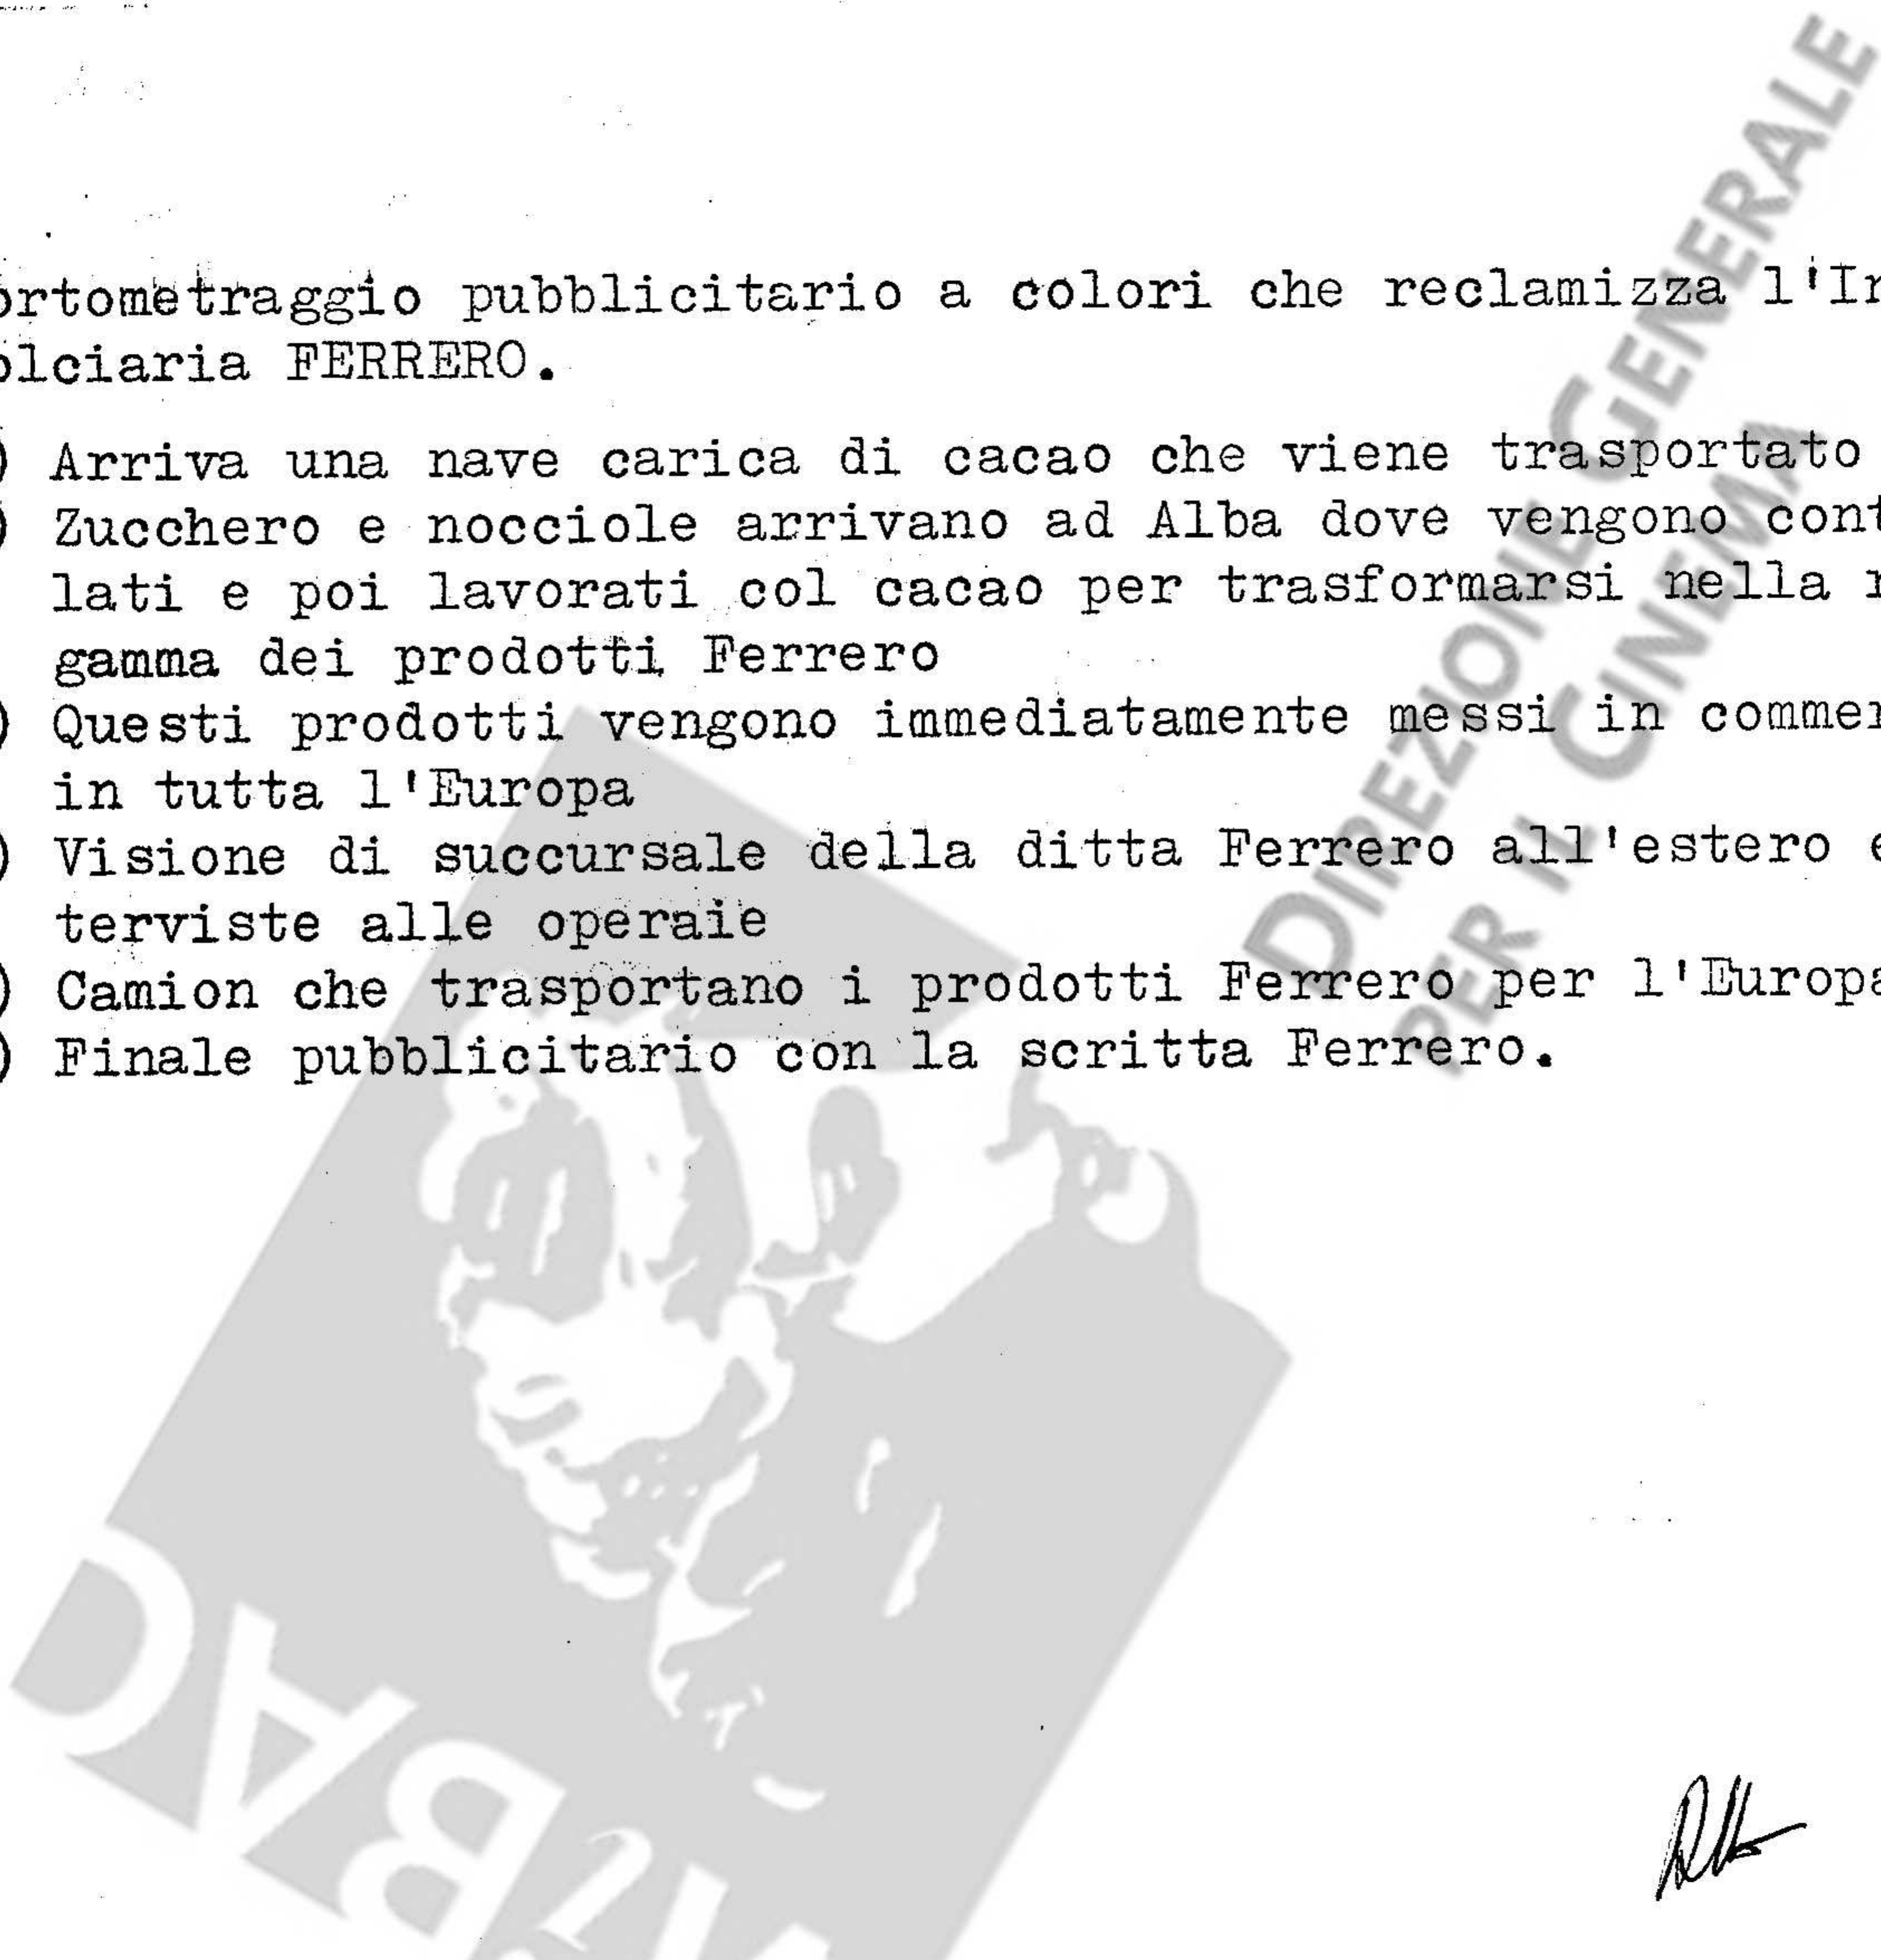 ortometraggio pubblicitario a colori che reclamizza l'In
olciaria FERRERO.
) Arriva una nave carica di cacao che viene trasportato
) Zucchero e nocciole arrivano ad Alba dove vengono cont
lati e poi lavorati col cacao per trasformarsi nella r
gamma dei prodotti Ferrero
) Questi prodotti vengono immediatamente messi in commer
in tutta l'Europa
) Visione di succursale della ditta Ferrero all'estero e
terviste alle operaie
) Camion che trasportano i prodotti Ferrero per l'Europa
) Finale pubblicitario con la scritta Ferrero.
DIREZIONE GENERALE
PER IL CINEMA
MiBAC